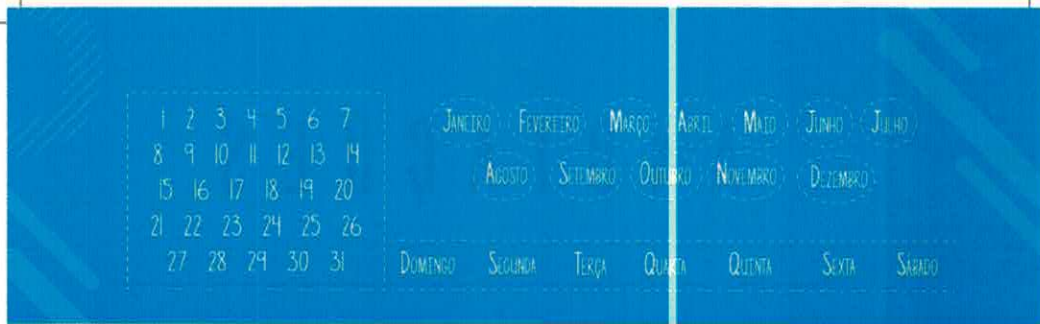 1 2 3 4 5 6 7
8 9 10 11 12 13 14
15 16 17 18 19 20
21 22 23 24 25 26
27 28 29 30 31
JANEIRO FEVEREIRO MARÇO ABRIL MAIO JUNHO JULHO
AGOSTO SETEMBRO OUTUBRO NOVEMBRO DEZEMBRO
DOMINGO SEGUNDA TERÇA QUARTA QUINTA SEXTA SÁBADO